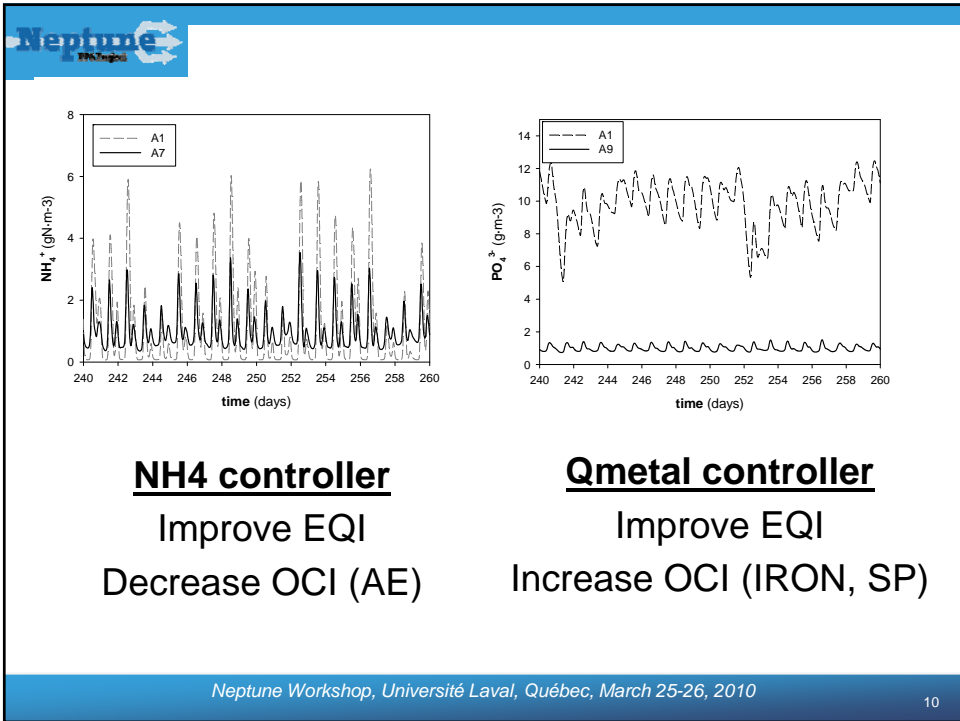 Neptune
8
6
4
2
0
NH₄⁺ (gN·m-3)
A1
A7
240 242 244 246 248 250 252 254 256 258 260
time (days)
14
12
10
8
6
4
2
0
PO₄³⁻ (g·m-3)
A1
A9
240 242 244 246 248 250 252 254 256 258 260
time (days)
NH4 controller
Improve EQI
Decrease OCI (AE)
Qmetal controller
Improve EQI
Increase OCI (IRON, SP)
Neptune Workshop, Université Laval, Québec, March 25-26, 2010
10